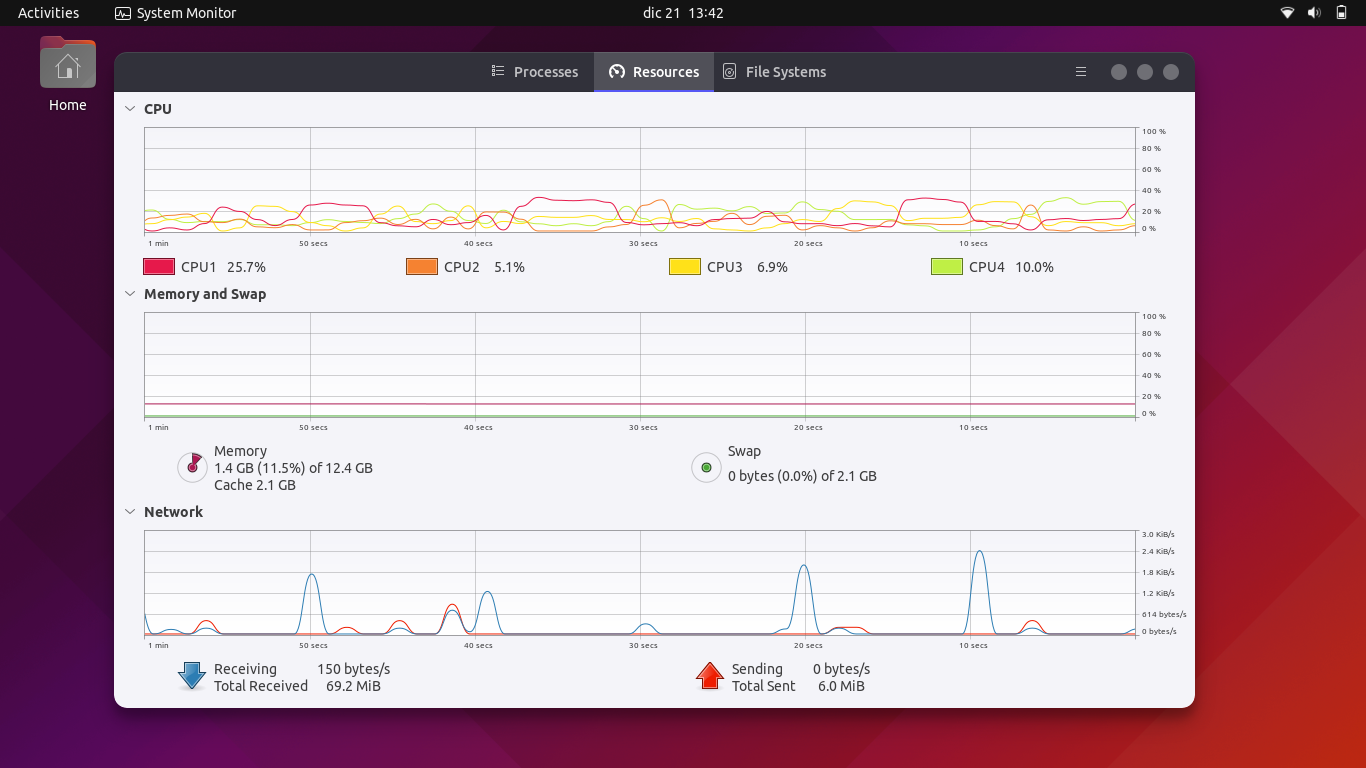 Activities System Monitor dic 21 13:42
Home
Processes Resources File Systems
CPU
100 %
80 %
60 %
40 %
20 %
0 %
1 min 50 secs 40 secs 30 secs 20 secs 10 secs
CPU1 25.7% CPU2 5.1% CPU3 6.9% CPU4 10.0%
Memory and Swap
100 %
80 %
60 %
40 %
20 %
0 %
1 min 50 secs 40 secs 30 secs 20 secs 10 secs
Memory
1.4 GB (11.5%) of 12.4 GB
Cache 2.1 GB
Swap
0 bytes (0.0%) of 2.1 GB
Network
3.0 KiB/s
2.4 KiB/s
1.8 KiB/s
1.2 KiB/s
614 bytes/s
0 bytes/s
1 min 50 secs 40 secs 30 secs 20 secs 10 secs
Receiving 150 bytes/s
Total Received 69.2 MiB
Sending 0 bytes/s
Total Sent 6.0 MiB